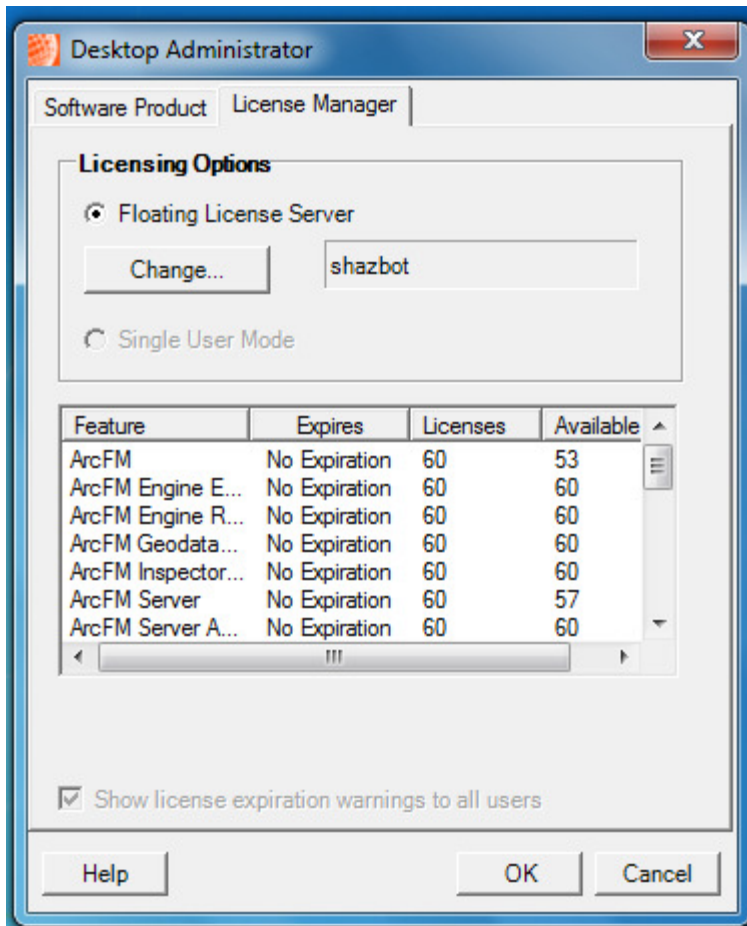 Desktop Administrator
Software Product License Manager
Licensing Options
Floating License Server
Change... shazbot
Single User Mode
Feature Expires Licenses Available
ArcFM No Expiration 60 53
ArcFM Engine E... No Expiration 60 60
ArcFM Engine R... No Expiration 60 60
ArcFM Geodata... No Expiration 60 60
ArcFM Inspector... No Expiration 60 60
ArcFM Server No Expiration 60 57
ArcFM Server A... No Expiration 60 60
Show license expiration warnings to all users
Help OK Cancel